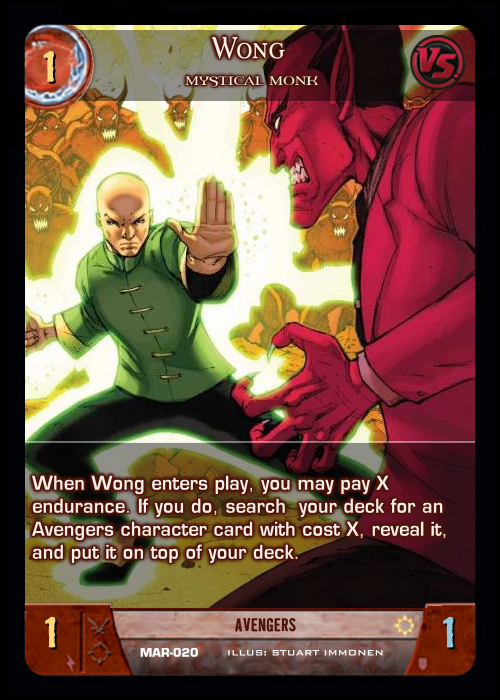 1
Wong
VS
MYSTICAL MONK
When Wong enters play, you may pay X
endurance. If you do, search your deck for an
Avengers character card with cost X, reveal it,
and put it on top of your deck.
1
AVENGERS
1
MAR-020 ILLUS: STUART IMMONEN